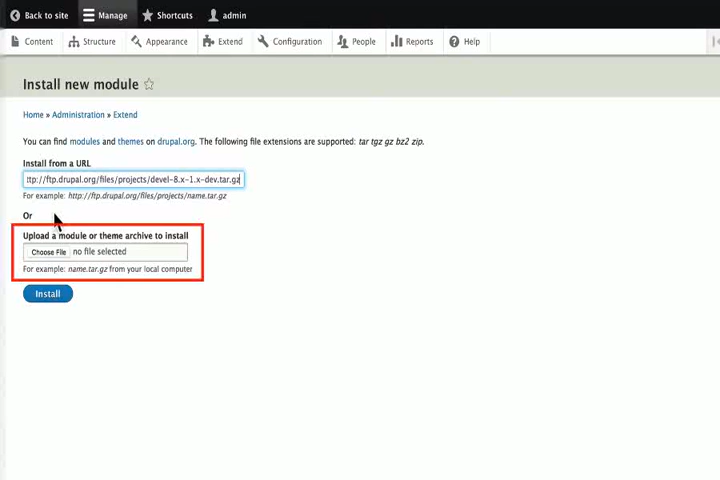 Back to site Manage Shortcuts admin
Content Structure Appearance Extend Configuration People Reports Help
Install new module
Home » Administration » Extend
You can find modules and themes on drupal.org. The following file extensions are supported: tar tgz gz bz2 zip.
Install from a URL
ttp://ftp.drupal.org/files/projects/devel-8.x-1.x-dev.tar.gz
For example: http://ftp.drupal.org/files/projects/name.tar.gz
Or
Upload a module or theme archive to install
Choose File no file selected
For example: name.tar.gz from your local computer
Install